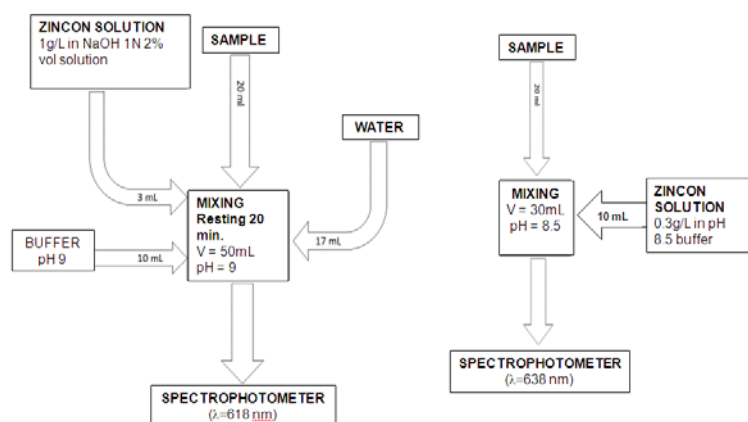 ZINCON SOLUTION
1g/L in NaOH 1N 2%
vol solution
SAMPLE
20 ml
WATER
3 mL
MIXING
Resting 20
min.
V = 50mL
pH = 9
17 mL
BUFFER
pH 9
10 mL
SPECTROPHOTOMETER
(λ=618 nm)
SAMPLE
20 ml
MIXING
V = 30mL
pH = 8.5
10 mL
ZINCON
SOLUTION
0.3g/L in pH
8.5 buffer
SPECTROPHOTOMETER
(λ=638 nm)